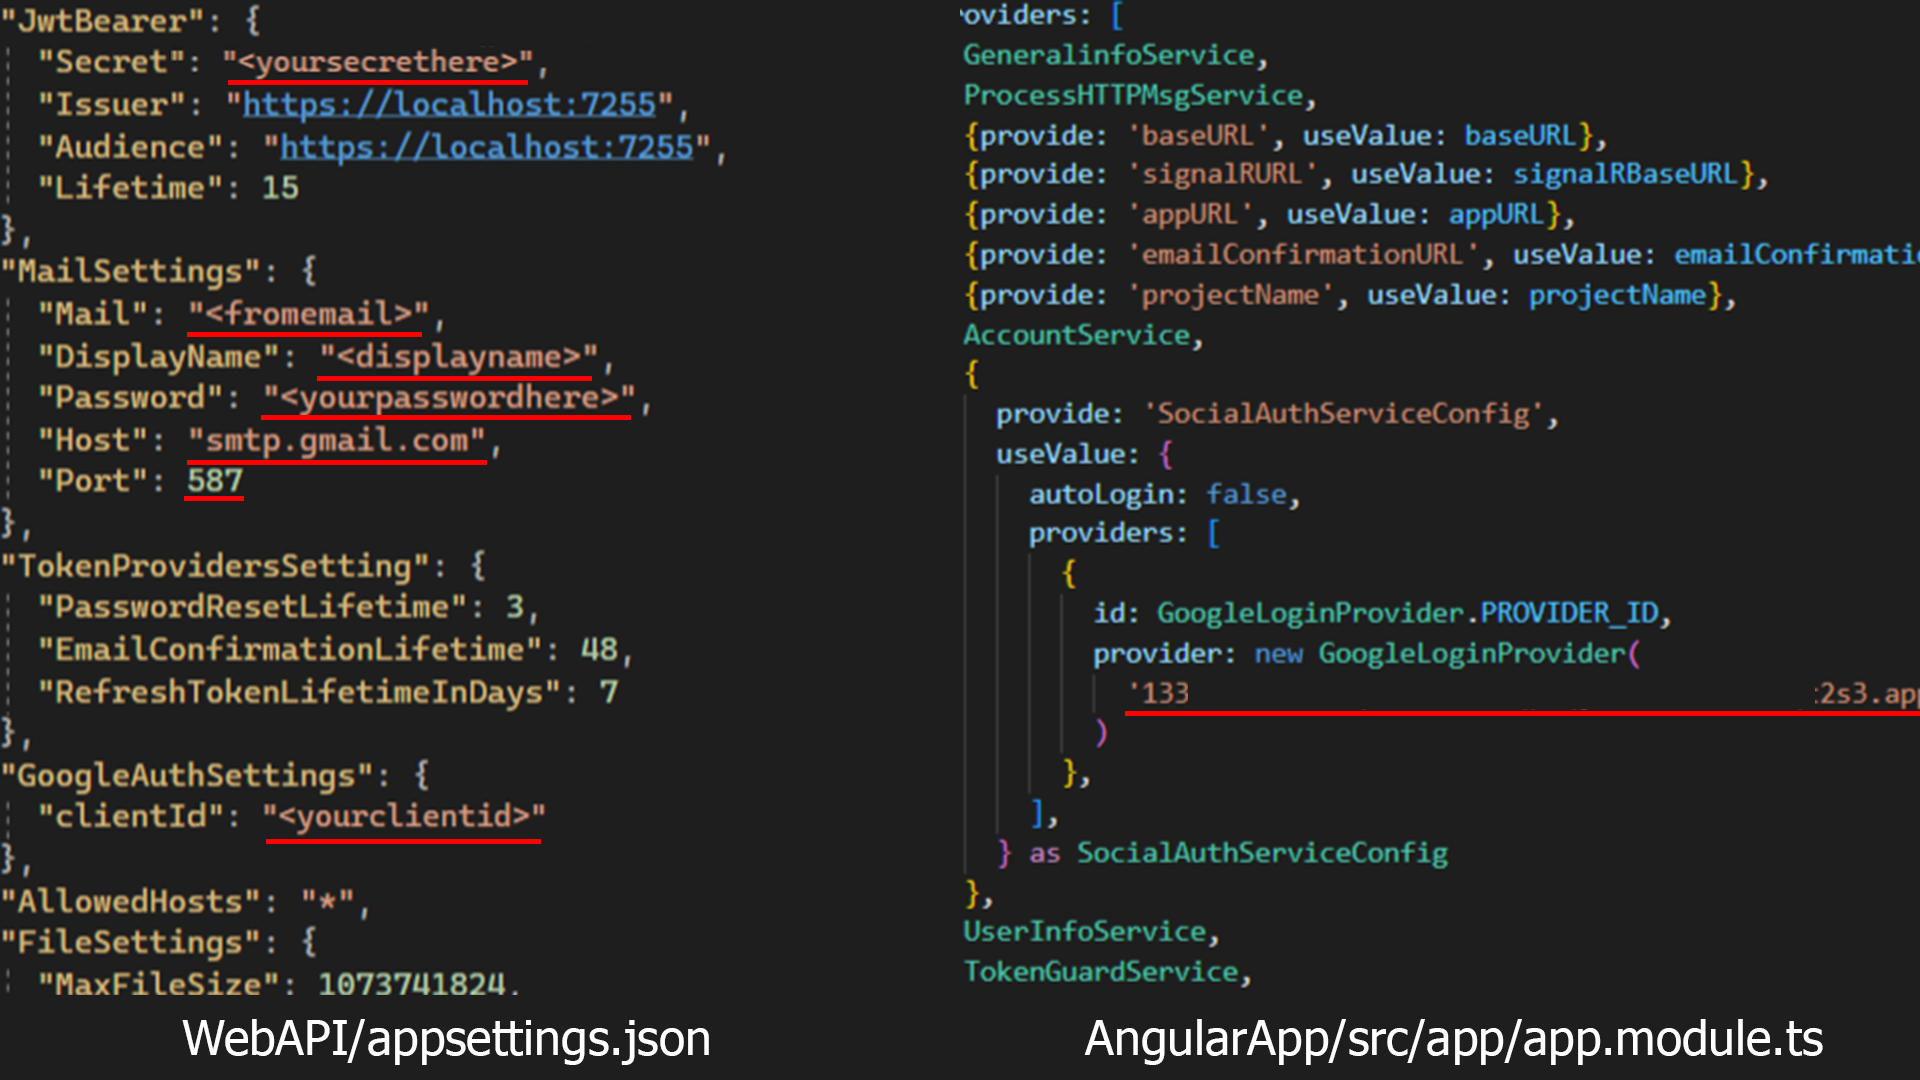 "JwtBearer": {
"Secret": "<yoursecrethere>",
"Issuer": "https://localhost:7255",
"Audience": "https://localhost:7255",
"Lifetime": 15
},
"MailSettings": {
"Mail": "<fromemail>",
"DisplayName": "<displayname>",
"Password": "<yourpasswordhere>",
"Host": "smtp.gmail.com",
"Port": 587
},
"TokenProvidersSetting": {
"PasswordResetLifetime": 3,
"EmailConfirmationLifetime": 48,
"RefreshTokenLifetimeInDays": 7
},
"GoogleAuthSettings": {
"clientId": "<yourclientid>"
},
"AllowedHosts": "*",
"FileSettings": {
"MaxFileSize": 1073741824,
WebAPI/appsettings.json
oviders: [
GeneralinfoService,
ProcessHTTPMsgService,
{provide: 'baseURL', useValue: baseURL},
{provide: 'signalRURL', useValue: signalRBaseURL},
{provide: 'appURL', useValue: appURL},
{provide: 'emailConfirmationURL', useValue: emailConfirmati
{provide: 'projectName', useValue: projectName},
AccountService,
{
provide: 'SocialAuthServiceConfig',
useValue: {
autoLogin: false,
providers: [
{
id: GoogleLoginProvider.PROVIDER_ID,
provider: new GoogleLoginProvider(
'133 2s3.app
)
},
],
} as SocialAuthServiceConfig
},
UserInfoService,
TokenGuardService,
AngularApp/src/app/app.module.ts